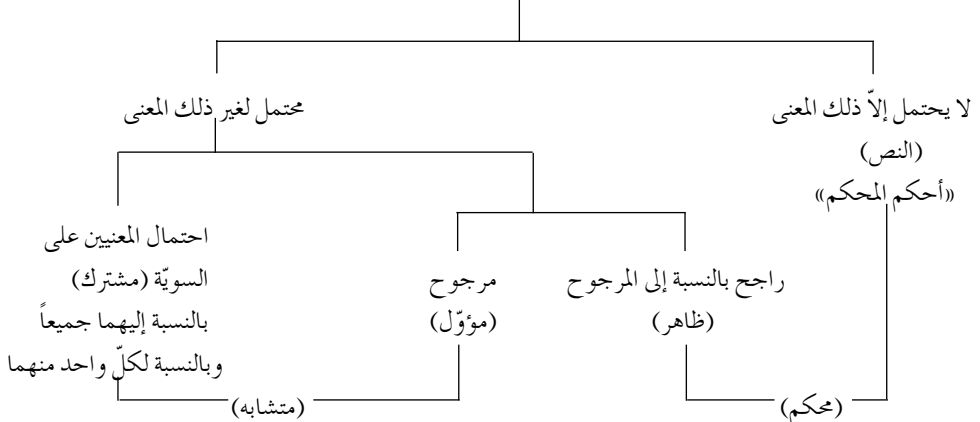 لا يحتمل إلاّ ذلك المعنى
(النص)
«أحكم المحكم»
محتمل لغير ذلك المعنى
راجح بالنسبة إلى المرجوح
(ظاهر)
مرجوح
(مؤوّل)
احتمال المعنيين على
السويّة (مشترك)
بالنسبة إليهما جميعاً
وبالنسبة لكلّ واحد منهما
(محكم)
(متشابه)